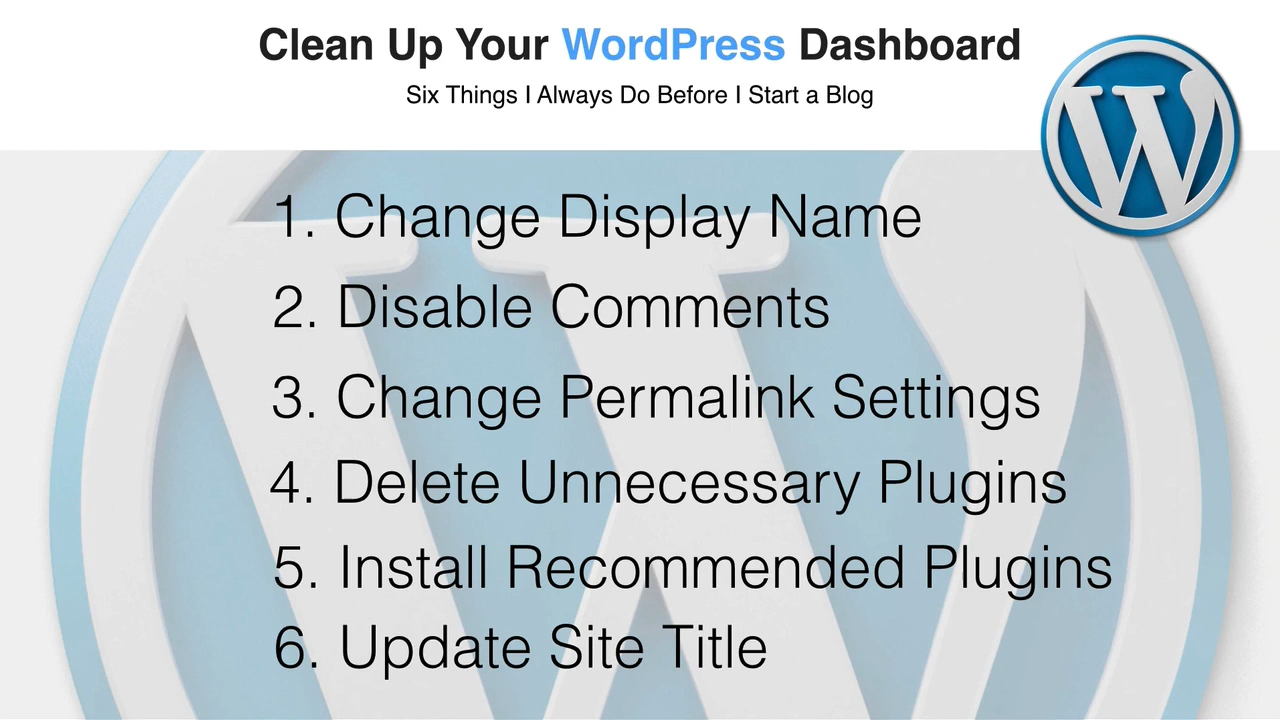 Clean Up Your WordPress Dashboard
Six Things I Always Do Before I Start a Blog
1. Change Display Name
2. Disable Comments
3. Change Permalink Settings
4. Delete Unnecessary Plugins
5. Install Recommended Plugins
6. Update Site Title